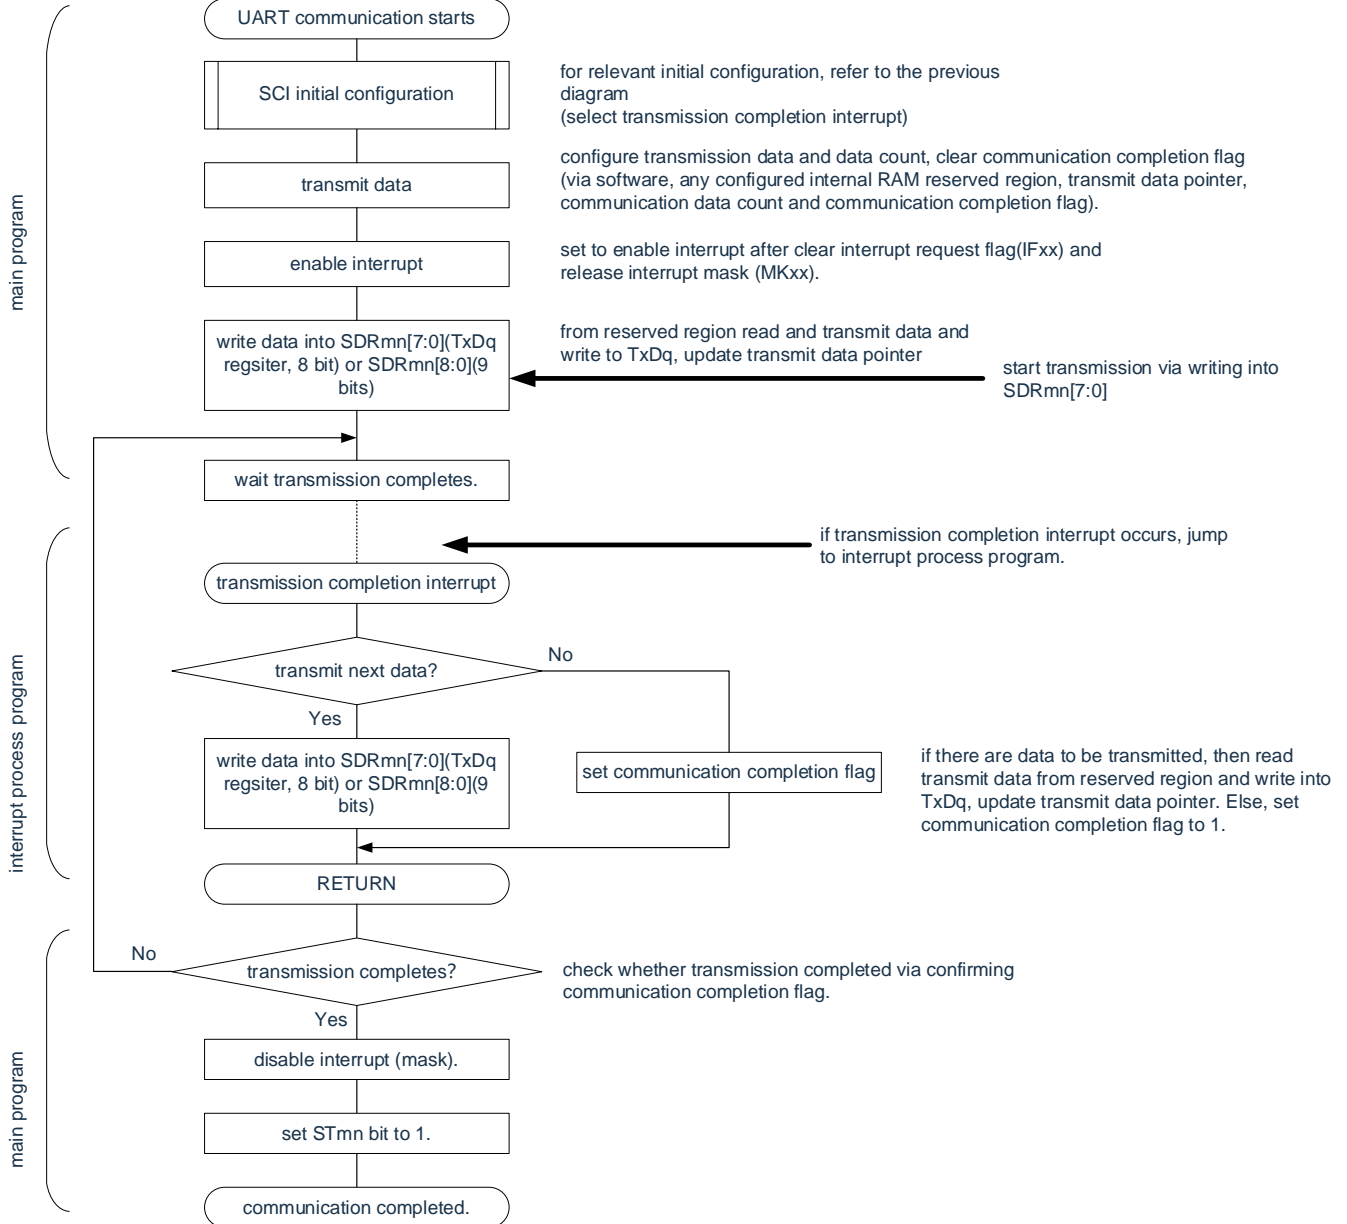 UART communication starts
SCI initial configuration
for relevant initial configuration, refer to the previous
diagram
(select transmission completion interrupt)
transmit data
configure transmission data and data count, clear communication completion flag
(via software, any configured internal RAM reserved region, transmit data pointer,
communication data count and communication completion flag).
main program
enable interrupt
set to enable interrupt after clear interrupt request flag(IFxx) and
release interrupt mask (MKxx).
write data into SDRmn[7:0](TxDq
regsiter, 8 bit) or SDRmn[8:0](9
bits)
from reserved region read and transmit data and
write to TxDq, update transmit data pointer
start transmission via writing into
SDRmn[7:0]
wait transmission completes.
if transmission completion interrupt occurs, jump
to interrupt process program.
transmission completion interrupt
interrupt process program
transmit next data?
No
Yes
write data into SDRmn[7:0](TxDq
regsiter, 8 bit) or SDRmn[8:0](9
bits)
set communication completion flag
if there are data to be transmitted, then read
transmit data from reserved region and write into
TxDq, update transmit data pointer. Else, set
communication completion flag to 1.
RETURN
No
transmission completes?
check whether transmission completed via confirming
communication completion flag.
Yes
main program
disable interrupt (mask).
set STmn bit to 1.
communication completed.